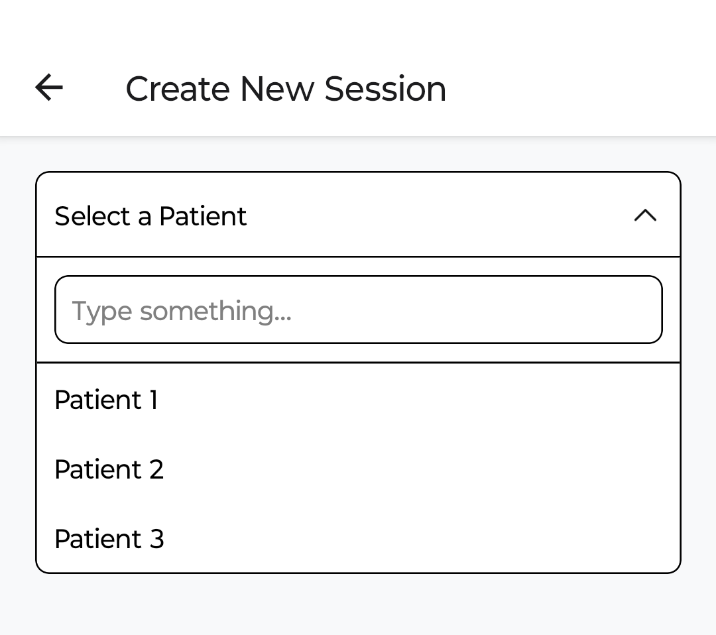 Create New Session
Select a Patient
Type something...
Patient 1
Patient 2
Patient 3